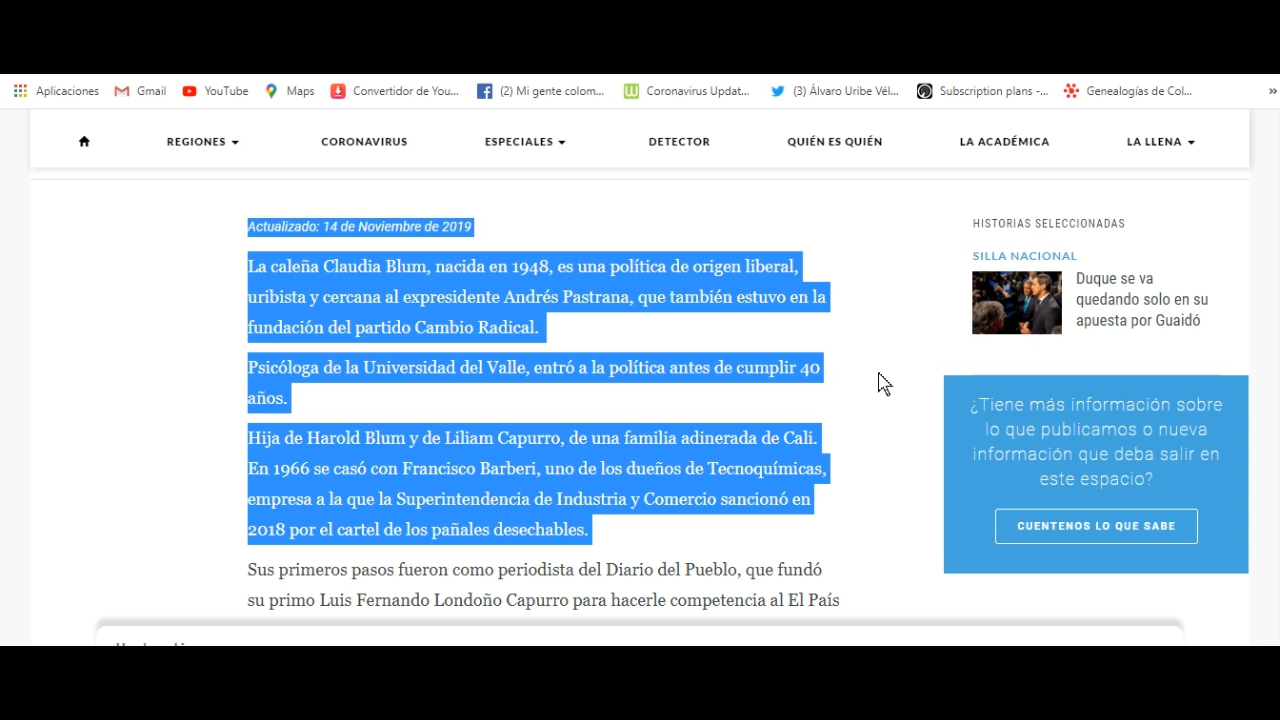 Aplicaciones Gmail YouTube Maps Convertidor de You... (2) Mi gente colom... Coronavirus Updat... (3) Álvaro Uribe Vél... Subscription plans -... Genealogías de Col... »
REGIONES CORONAVIRUS ESPECIALES DETECTOR QUIÉN ES QUIÉN LA ACADÉMICA LA LLENA
Actualizado: 14 de Noviembre de 2019
La caleña Claudia Blum, nacida en 1948, es una política de origen liberal,
uribista y cercana al expresidente Andrés Pastrana, que también estuvo en la
fundación del partido Cambio Radical.
Psicóloga de la Universidad del Valle, entró a la política antes de cumplir 40
años.
Hija de Harold Blum y de Liliam Capurro, de una familia adinerada de Cali.
En 1966 se casó con Francisco Barberi, uno de los dueños de Tecnoquímicas,
empresa a la que la Superintendencia de Industria y Comercio sancionó en
2018 por el cartel de los pañales desechables.
Sus primeros pasos fueron como periodista del Diario del Pueblo, que fundó
su primo Luis Fernando Londoño Capurro para hacerle competencia al El País
HISTORIAS SELECCIONADAS
SILLA NACIONAL
Duque se va
quedando solo en su
apuesta por Guaidó
¿Tiene más información sobre
lo que publicamos o nueva
información que deba salir en
este espacio?
CUENTENOS LO QUE SABE